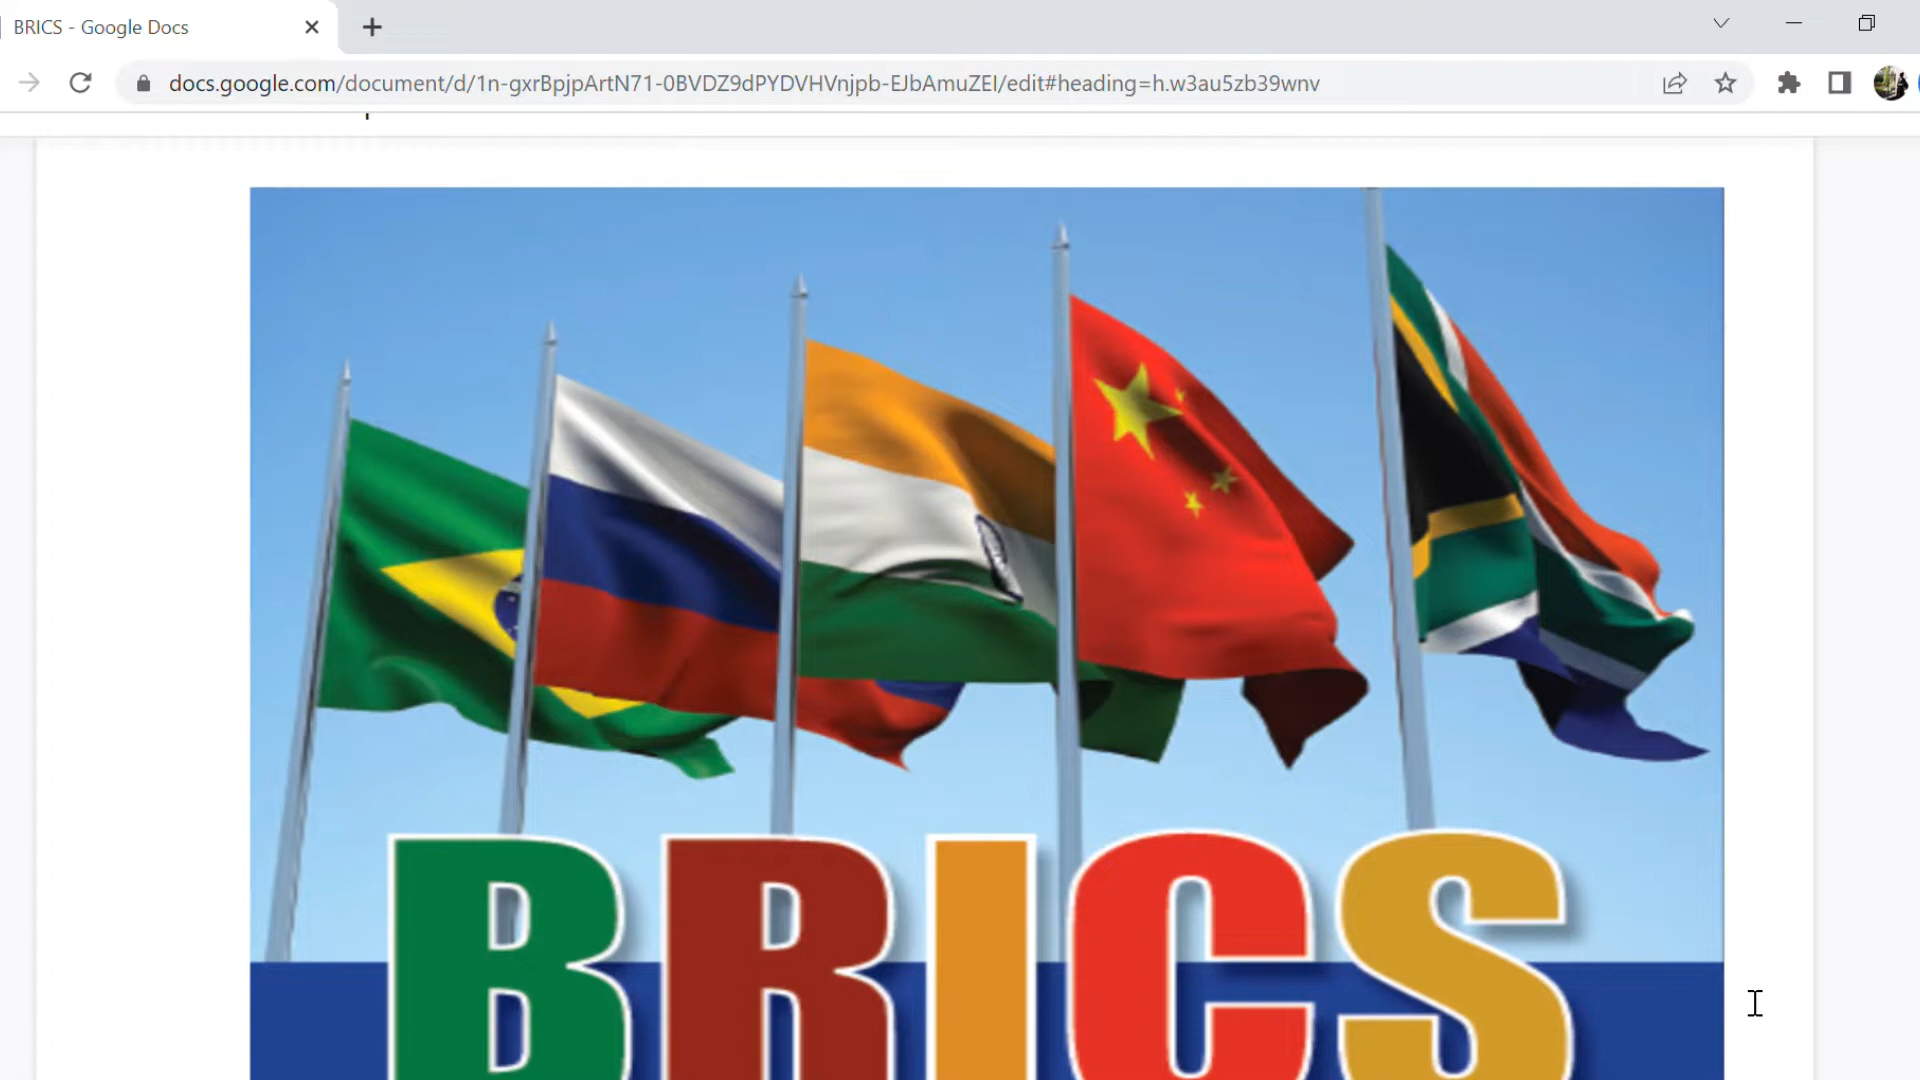 BRICS - Google Docs
docs.google.com/document/d/1n-gxrBpjpArtN71-0BVDZ9dPYDVHVnjpb-EJbAmuZEI/edit#heading=h.w3au5zb39wnv
BRICS